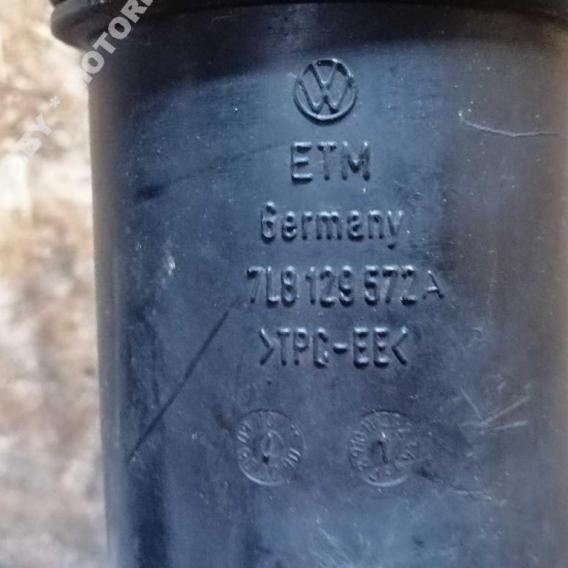 VW
ETM
Germany
7L8 129 572 A
>TPC-EE<